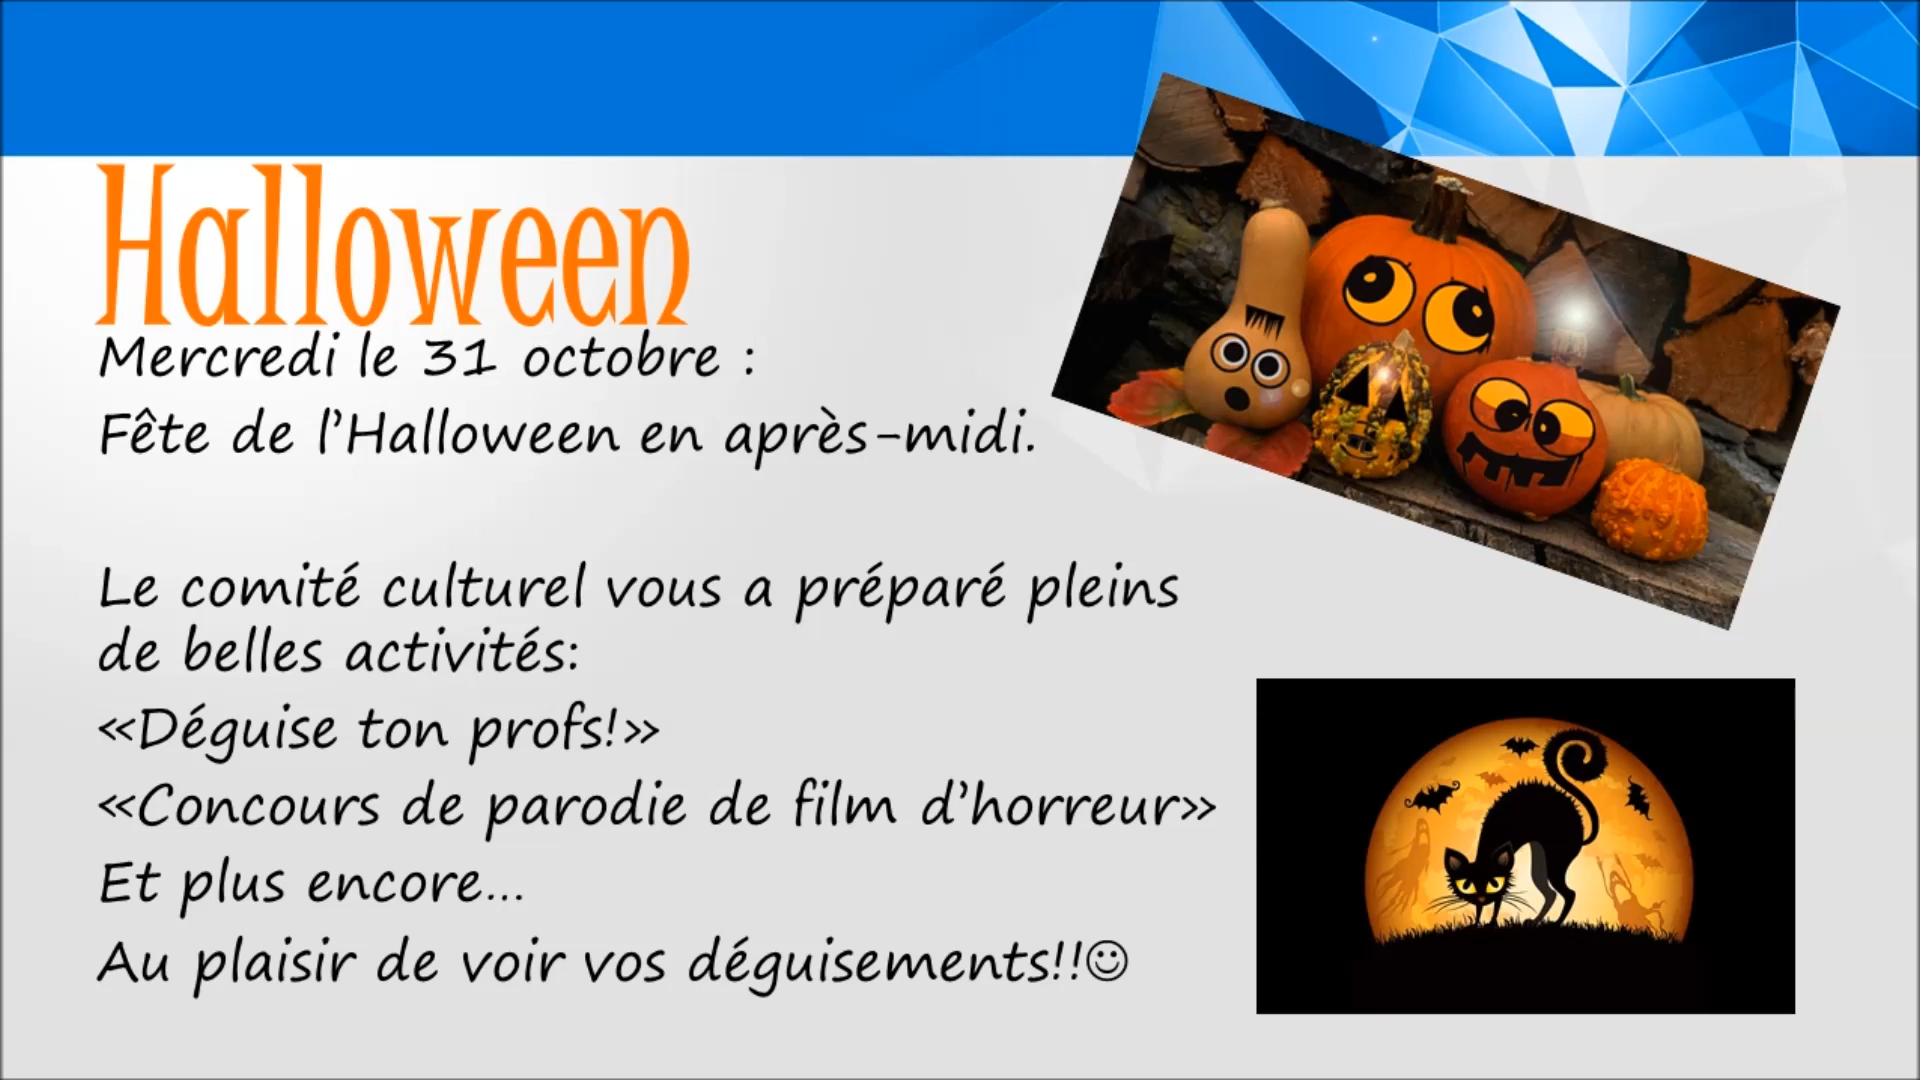 Halloween
Mercredi le 31 octobre :
Fête de l’Halloween en après-midi.
Le comité culturel vous a préparé pleins
de belles activités:
«Déguise ton profs!»
«Concours de parodie de film d’horreur»
Et plus encore...
Au plaisir de voir vos déguisements!!☺